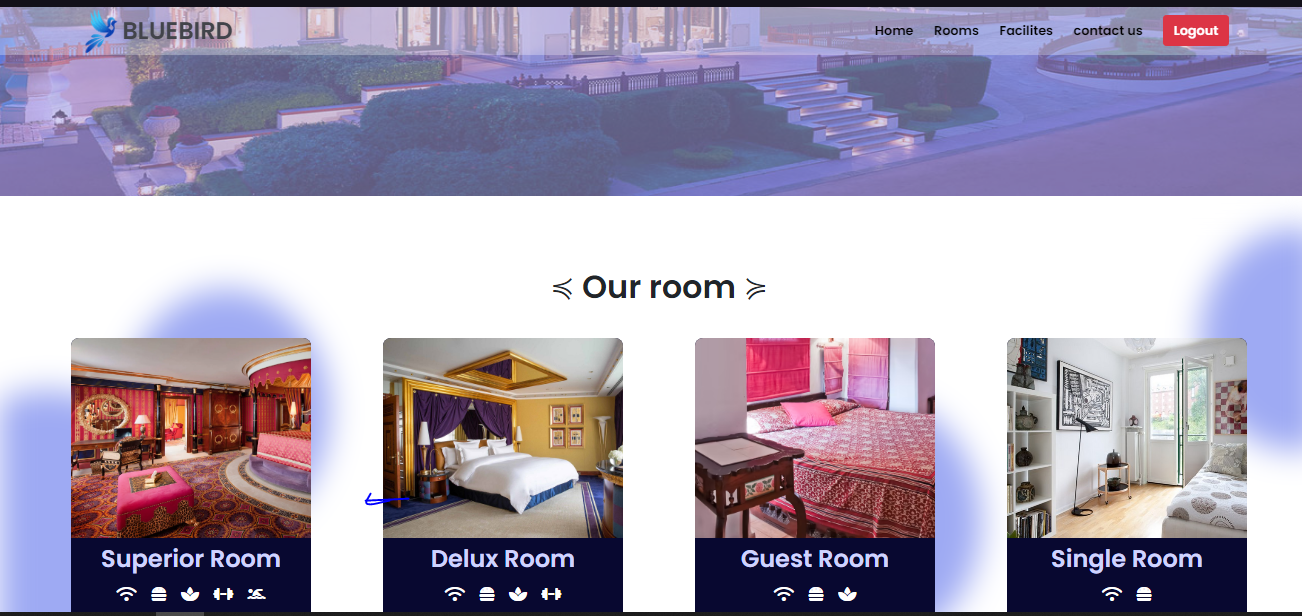 BLUEBIRD
Home Rooms Facilites contact us Logout
Our room
Superior Room Delux Room Guest Room Single Room